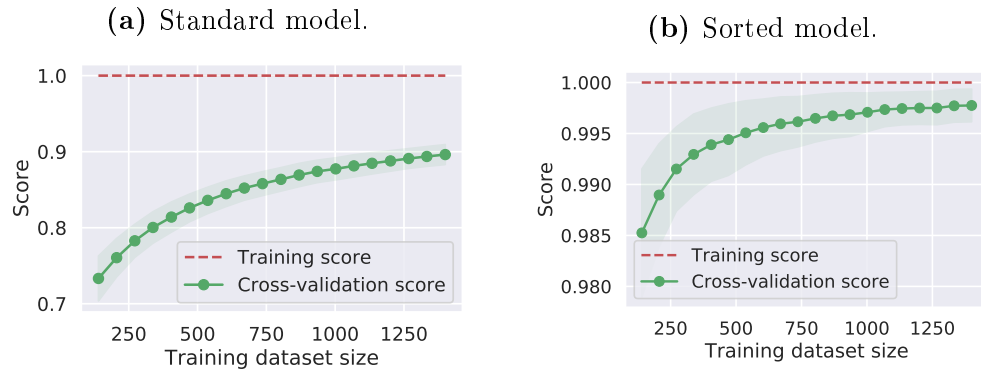 (a) Standard model.
1.0
0.9
0.8
0.7
Score
Training score
Cross-validation score
250 500 750 1000 1250
Training dataset size
(b) Sorted model.
1.000
0.995
0.990
0.985
0.980
Score
Training score
Cross-validation score
250 500 750 1000 1250
Training dataset size